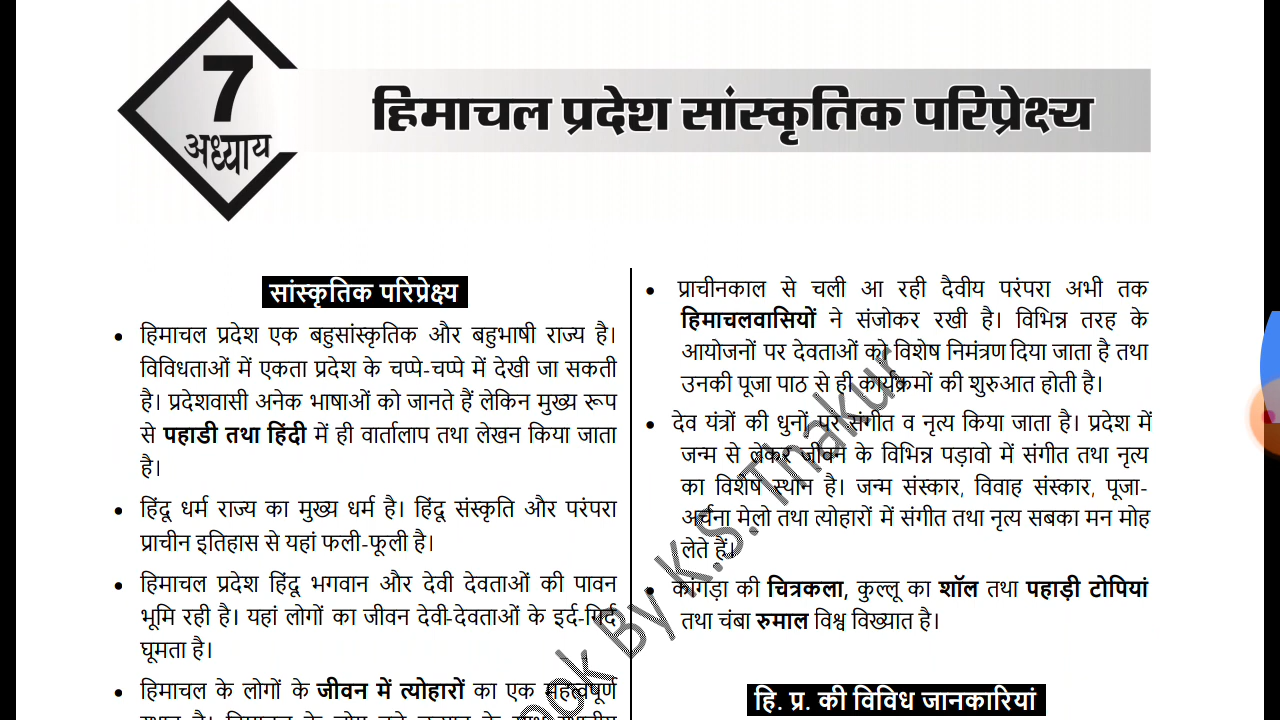 7
अध्याय
हिमाचल प्रदेश सांस्कृतिक परिप्रेक्ष्य
सांस्कृतिक परिप्रेक्ष्य
• हिमाचल प्रदेश एक बहुसांस्कृतिक और बहुभाषी राज्य है।
विविधताओं में एकता प्रदेश के चप्पे-चप्पे में देखी जा सकती
है। प्रदेशवासी अनेक भाषाओं को जानते हैं लेकिन मुख्य रूप
से पहाडी तथा हिंदी में ही वार्तालाप तथा लेखन किया जाता
है।
• हिंदू धर्म राज्य का मुख्य धर्म है। हिंदू संस्कृति और परंपरा
प्राचीन इतिहास से यहां फली-फूली है।
• हिमाचल प्रदेश हिंदू भगवान और देवी देवताओं की पावन
भूमि रही है। यहां लोगों का जीवन देवी-देवताओं के इर्द-गिर्द
घूमता है।
• हिमाचल के लोगों के जीवन में त्योहारों का एक महत्वपूर्ण
• प्राचीनकाल से चली आ रही दैवीय परंपरा अभी तक
हिमाचलवासियों ने संजोकर रखी है। विभिन्न तरह के
आयोजनों पर देवताओं को विशेष निमंत्रण दिया जाता है तथा
उनकी पूजा पाठ से ही कार्यक्रमों की शुरुआत होती है।
• देव यंत्रों की धुनों पर संगीत व नृत्य किया जाता है। प्रदेश में
जन्म से लेकर जीवन के विभिन्न पड़ावो में संगीत तथा नृत्य
का विशेष स्थान है। जन्म संस्कार, विवाह संस्कार, पूजा-
अर्चना मेलो तथा त्योहारों में संगीत तथा नृत्य सबका मन मोह
लेते हैं।
• कांगड़ा की चित्रकला, कुल्लू का शॉल तथा पहाड़ी टोपियां
तथा चंबा रुमाल विश्व विख्यात है।
हि. प्र. की विविध जानकारियां
By K.S. Thakur